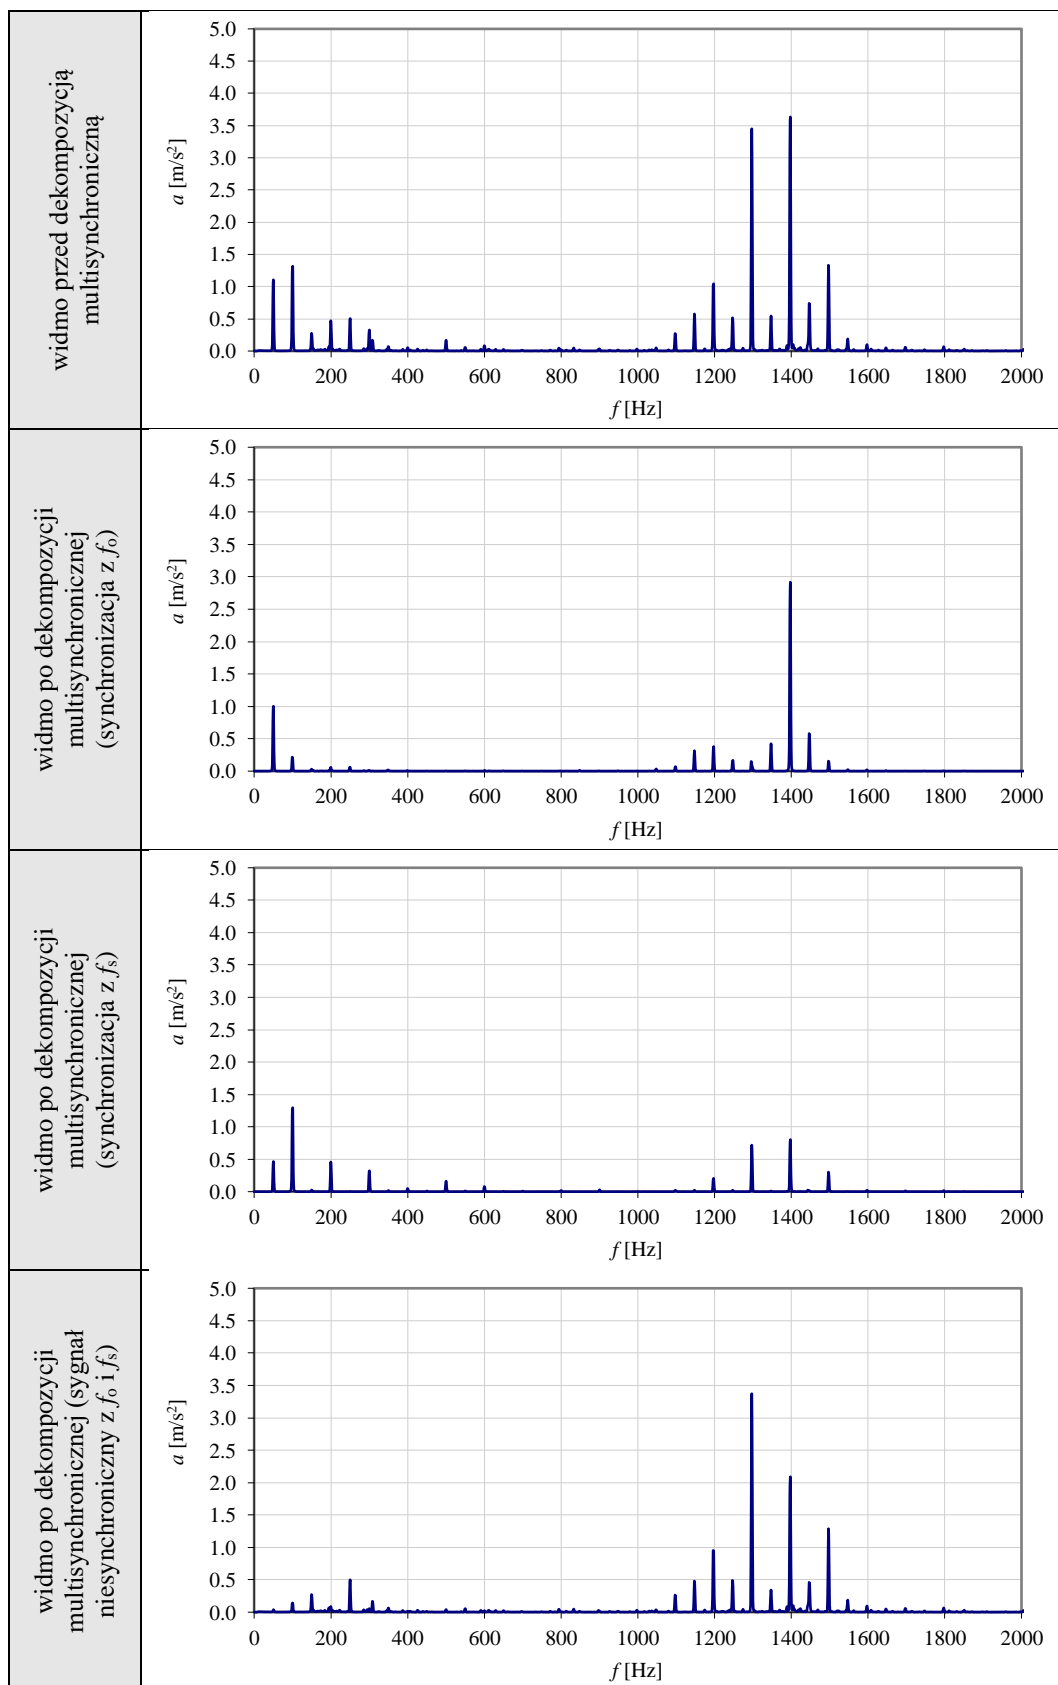 widmo przed dekompozycją
multisynchroniczną
5.0
4.5
4.0
3.5
3.0
2.5
2.0
1.5
1.0
0.5
0.0
a [m/s²]
0 200 400 600 800 1000 1200 1400 1600 1800 2000
f [Hz]
widmo po dekompozycji
multisynchronicznej
(synchronizacja z fo)
5.0
4.5
4.0
3.5
3.0
2.5
2.0
1.5
1.0
0.5
0.0
a [m/s²]
0 200 400 600 800 1000 1200 1400 1600 1800 2000
f [Hz]
widmo po dekompozycji
multisynchronicznej
(synchronizacja z fs)
5.0
4.5
4.0
3.5
3.0
2.5
2.0
1.5
1.0
0.5
0.0
a [m/s²]
0 200 400 600 800 1000 1200 1400 1600 1800 2000
f [Hz]
widmo po dekompozycji
multisynchronicznej (sygnał
niesynchroniczny z fo i fs)
5.0
4.5
4.0
3.5
3.0
2.5
2.0
1.5
1.0
0.5
0.0
a [m/s²]
0 200 400 600 800 1000 1200 1400 1600 1800 2000
f [Hz]